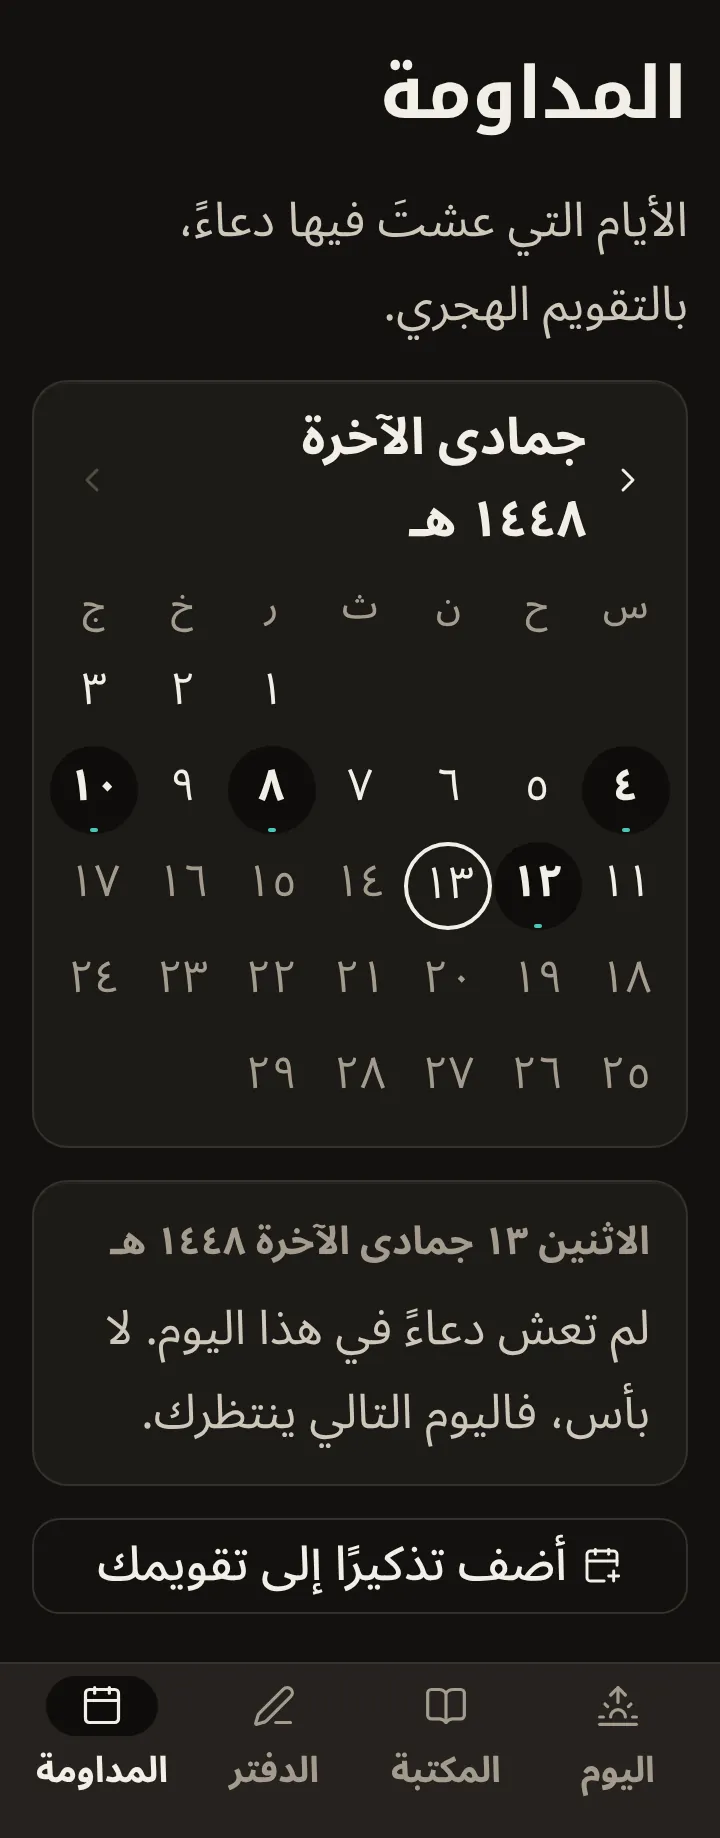 المداومة
الأيام التي عشتَ فيها دعاءً،
بالتقويم الهجري.
جمادى الآخرة
١٤٤٨ هـ
س ح ن ث ر خ ج
١ ٢ ٣
٤ ٥ ٦ ٧ ٨ ٩ ١٠
١١ ١٢ ١٣ ١٤ ١٥ ١٦ ١٧
١٨ ١٩ ٢٠ ٢١ ٢٢ ٢٣ ٢٤
٢٥ ٢٦ ٢٧ ٢٨ ٢٩
الاثنين ١٣ جمادى الآخرة ١٤٤٨ هـ
لم تعش دعاءً في هذا اليوم. لا
بأس، فاليوم التالي ينتظرك.
أضف تذكيرًا إلى تقويمك
اليوم المكتبة الدفتر المداومة